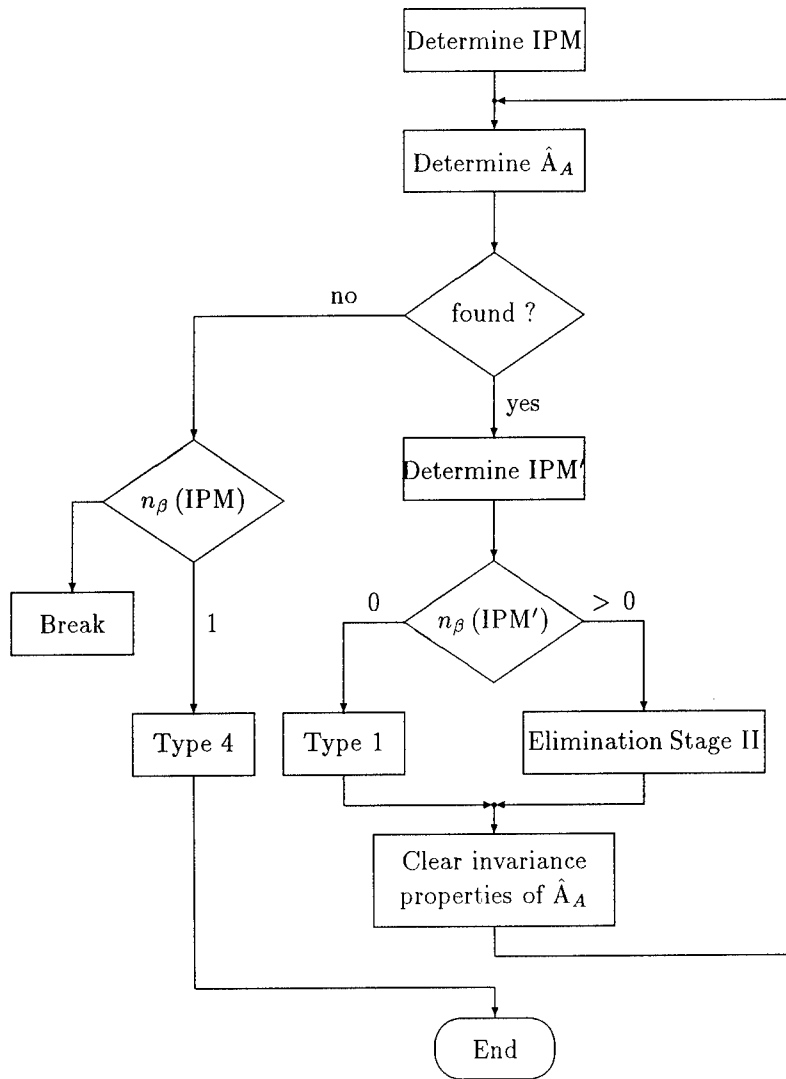 Determine IPM
Determine Â_A
found ?
no
yes
Determine IPM′
n_β (IPM)
Break
1
0
n_β (IPM′)
> 0
Type 4
Type 1
Elimination Stage II
Clear invariance
properties of Â_A
End